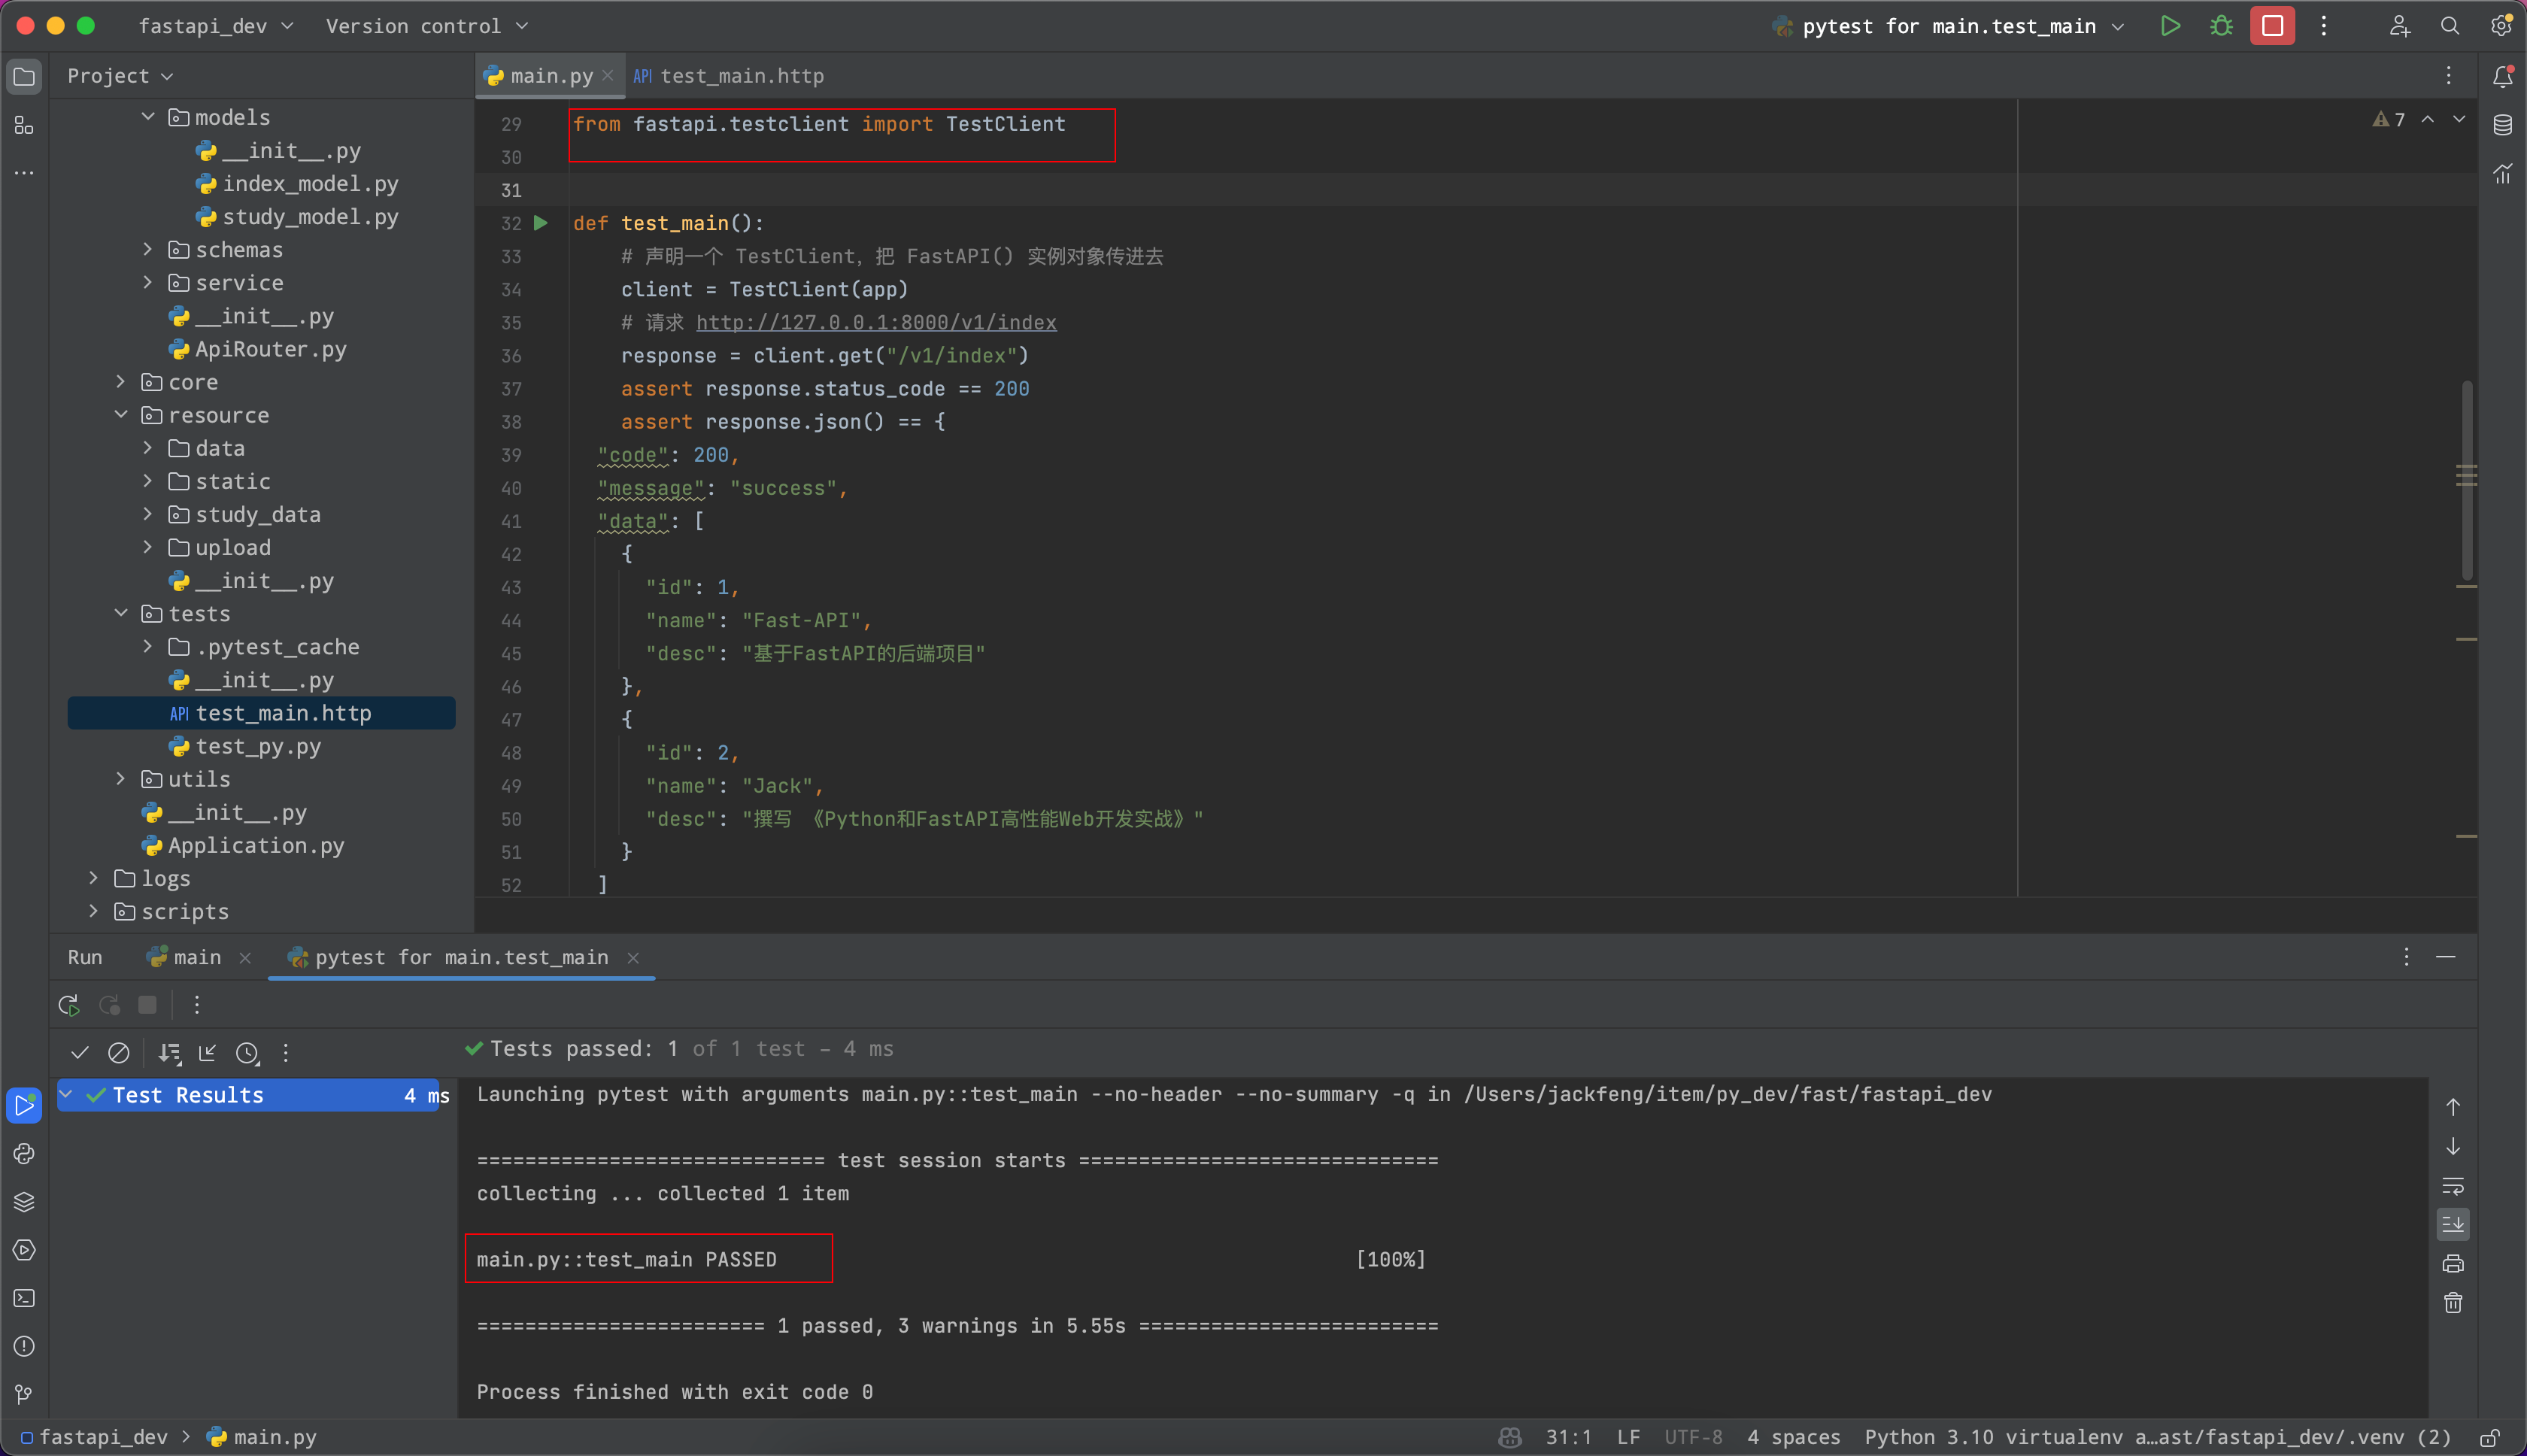 fastapi_dev
Version control
pytest for main.test_main
Project
main.py
API test_main.http
models
__init__.py
index_model.py
study_model.py
schemas
service
__init__.py
ApiRouter.py
core
resource
data
static
study_data
upload
__init__.py
tests
.pytest_cache
__init__.py
API test_main.http
test_py.py
utils
__init__.py
Application.py
logs
scripts
7
29 from fastapi.testclient import TestClient
30
31
32 def test_main():
33 # 声明一个 TestClient，把 FastAPI() 实例对象传进去
34 client = TestClient(app)
35 # 请求 http://127.0.0.1:8000/v1/index
36 response = client.get("/v1/index")
37 assert response.status_code == 200
38 assert response.json() == {
39 "code": 200,
40 "message": "success",
41 "data": [
42 {
43 "id": 1,
44 "name": "Fast-API",
45 "desc": "基于FastAPI的后端项目"
46 },
47 {
48 "id": 2,
49 "name": "Jack",
50 "desc": "撰写 《Python和FastAPI高性能Web开发实战》"
51 }
52 ]
Run
main
pytest for main.test_main
Tests passed: 1 of 1 test – 4 ms
Test Results 4 ms
Launching pytest with arguments main.py::test_main --no-header --no-summary -q in /Users/jackfeng/item/py_dev/fast/fastapi_dev
============================= test session starts ==============================
collecting ... collected 1 item
main.py::test_main PASSED [100%]
======================== 1 passed, 3 warnings in 5.55s =========================
Process finished with exit code 0
fastapi_dev > main.py
31:1 LF UTF-8 4 spaces Python 3.10 virtualenv a…ast/fastapi_dev/.venv (2)